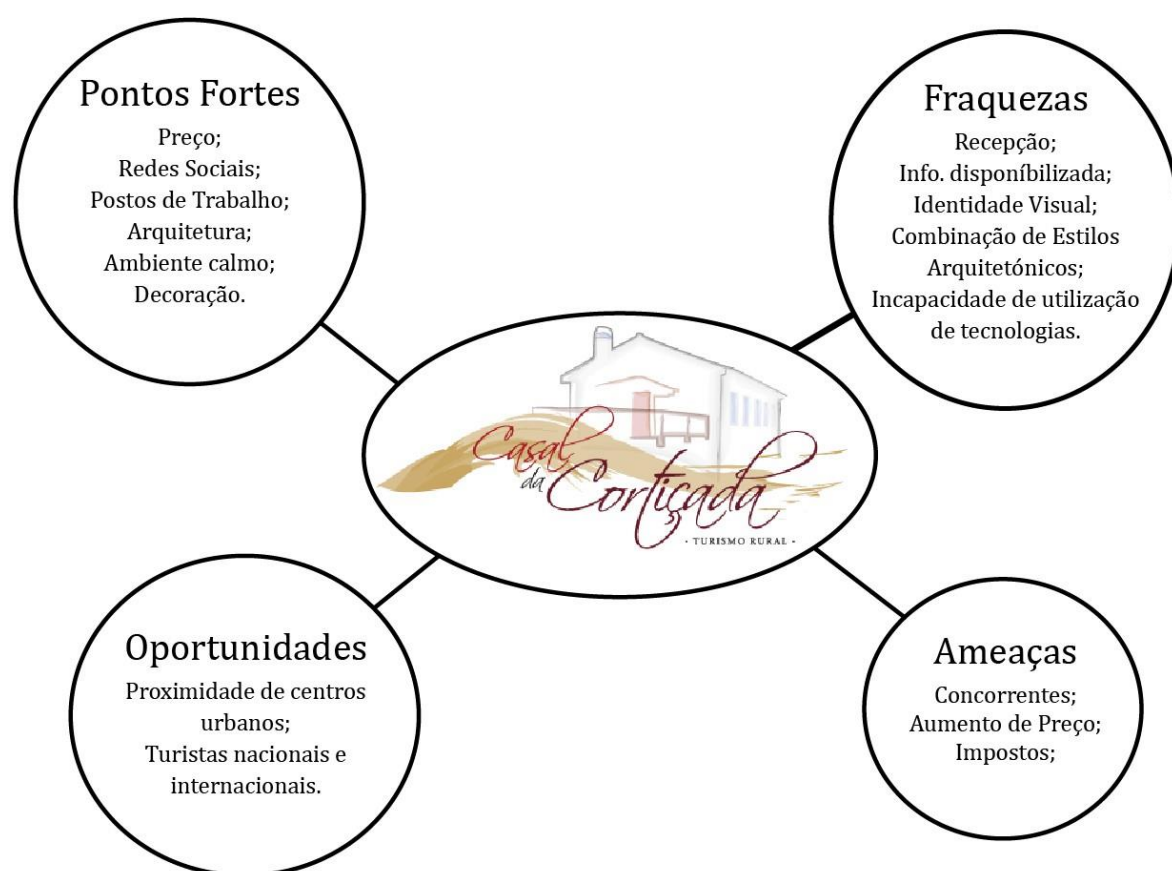 Pontos Fortes
Preço;
Redes Sociais;
Postos de Trabalho;
Arquitetura;
Ambiente calmo;
Decoração.
Fraquezas
Recepção;
Info. disponíbilizada;
Identidade Visual;
Combinação de Estilos
Arquitetónicos;
Incapacidade de utilização
de tecnologias.
Casal
da Cortiçada
· TURISMO RURAL ·
Oportunidades
Proximidade de centros
urbanos;
Turistas nacionais e
internacionais.
Ameaças
Concorrentes;
Aumento de Preço;
Impostos;